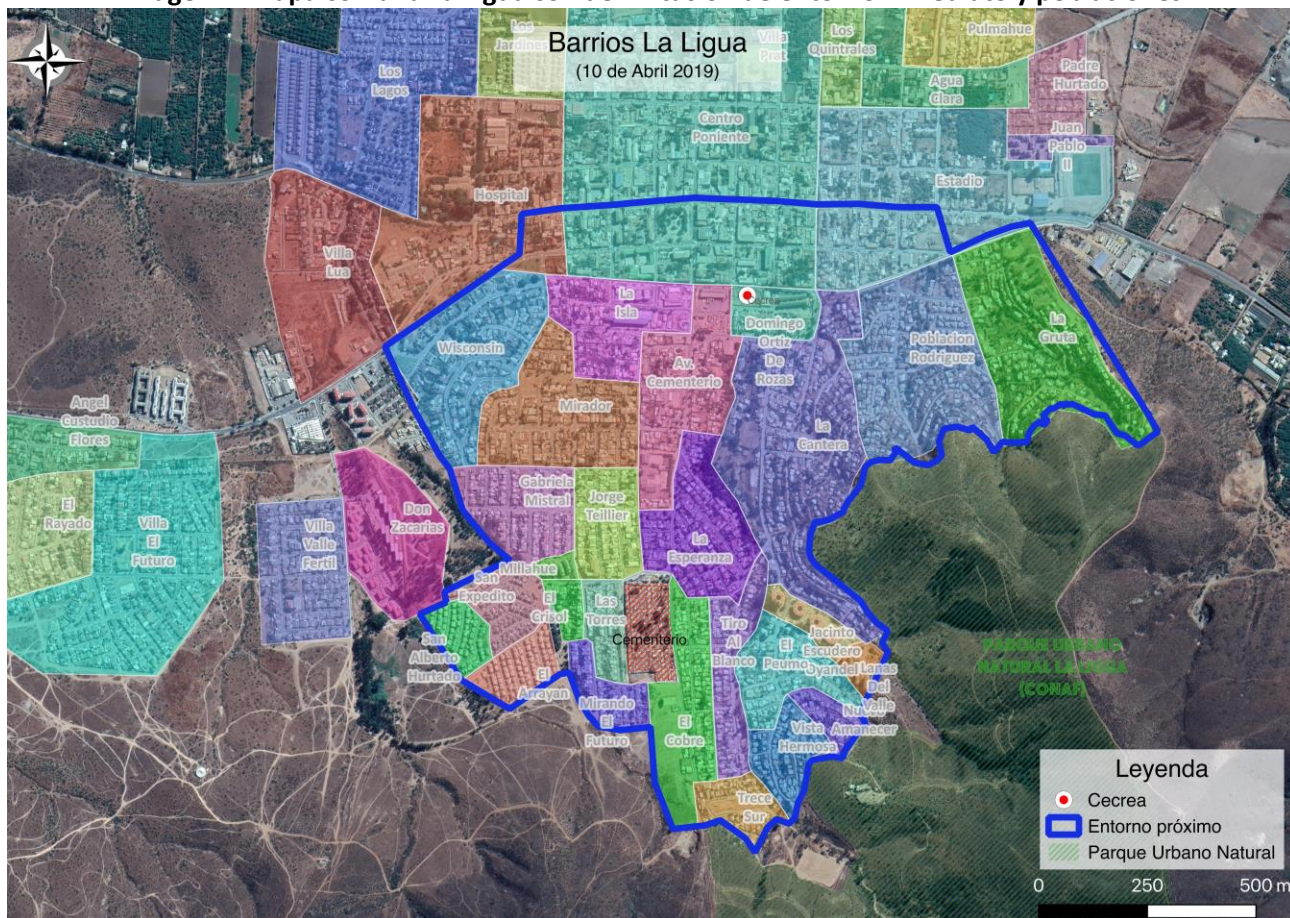 Barrios La Ligua
(10 de Abril 2019)
Los
Jardines
Villa
Prat
Los
Quintrales
Pulmahue
Los
Lagos
Agua
Clara
Padre
Hurtado
Centro
Poniente
Juan
Pablo
II
Hospital
Estadio
Villa
Lua
La
Isla
Cecrea
Domingo
Ortiz
De
Rozas
Wisconsin
Av.
Cementerio
Poblacion
Rodriguez
La
Gruta
Mirador
Angel
Custudio
Flores
La
Cantera
El
Rayado
Villa
El
Futuro
Villa
Valle
Fertil
Don
Zacarias
Gabriela
Mistral
Jorge
Teillier
La
Esperanza
Millahue
San
Expedito
El
Crisol
Las
Torres
Cementerio
Tiro
Al
Blanco
San
Alberto
Hurtado
El
Arrayan
Mirando
El
Futuro
El
Cobre
El
Peumo
Jacinto
Escudero
Oyandel
Lanas
Del
Valle
Nuevo
Amanecer
Vista
Hermosa
Trece
Sur
PARQUE URBANO
NATURAL LA LIGUA
(CONAF)
Leyenda
Cecrea
Entorno próximo
Parque Urbano Natural
0 250 500 m